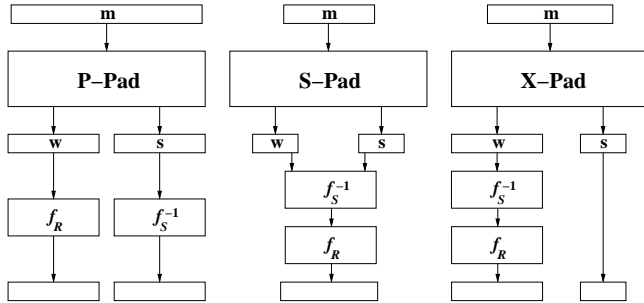 m m m
P–Pad S–Pad X–Pad
w s w s w s
f_S^{-1} f_S^{-1}
f_R f_S^{-1}
f_R f_R